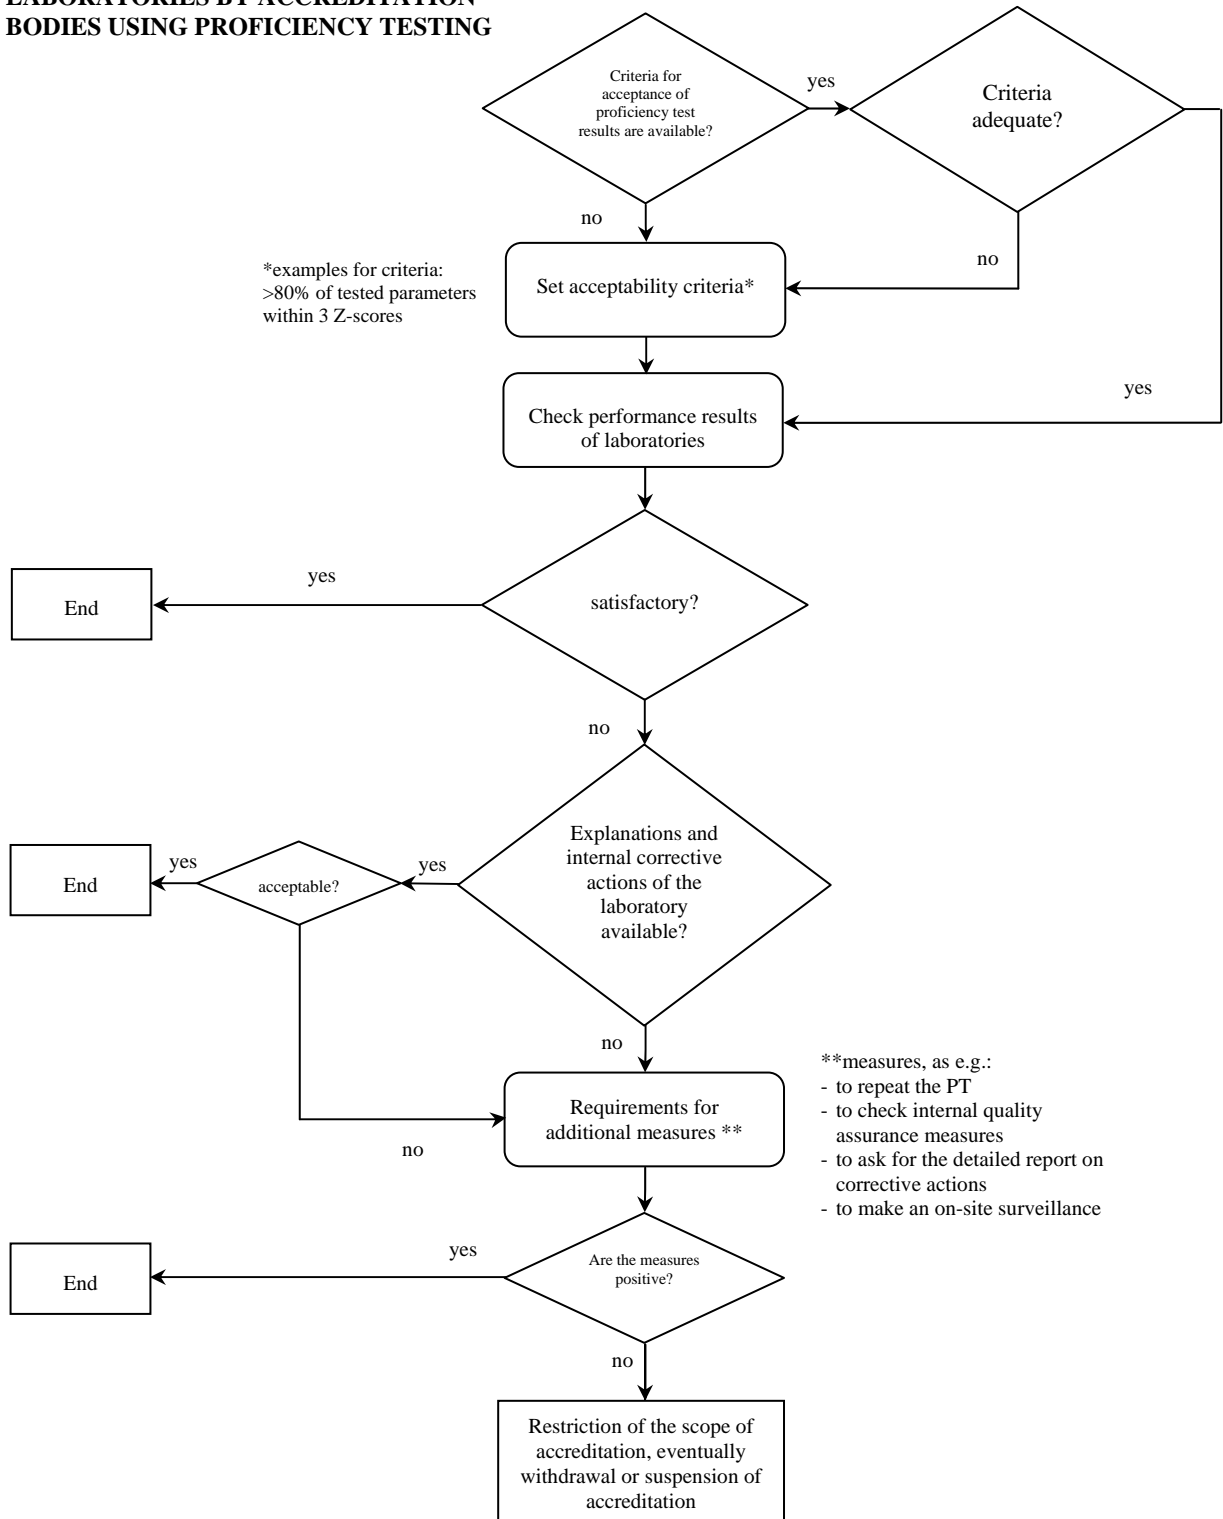 LABORATORIES BY ACCREDITATION
BODIES USING PROFICIENCY TESTING
Criteria for
acceptance of
proficiency test
results are available?
yes
Criteria
adequate?
no
no
*examples for criteria:
>80% of tested parameters
within 3 Z-scores
Set acceptability criteria*
yes
Check performance results
of laboratories
yes
End
satisfactory?
no
Explanations and
internal corrective
actions of the
laboratory
available?
yes
acceptable?
yes
End
no
no
Requirements for
additional measures **
**measures, as e.g.:
- to repeat the PT
- to check internal quality
assurance measures
- to ask for the detailed report on
corrective actions
- to make an on-site surveillance
Are the measures
positive?
yes
End
no
Restriction of the scope of
accreditation, eventually
withdrawal or suspension of
accreditation